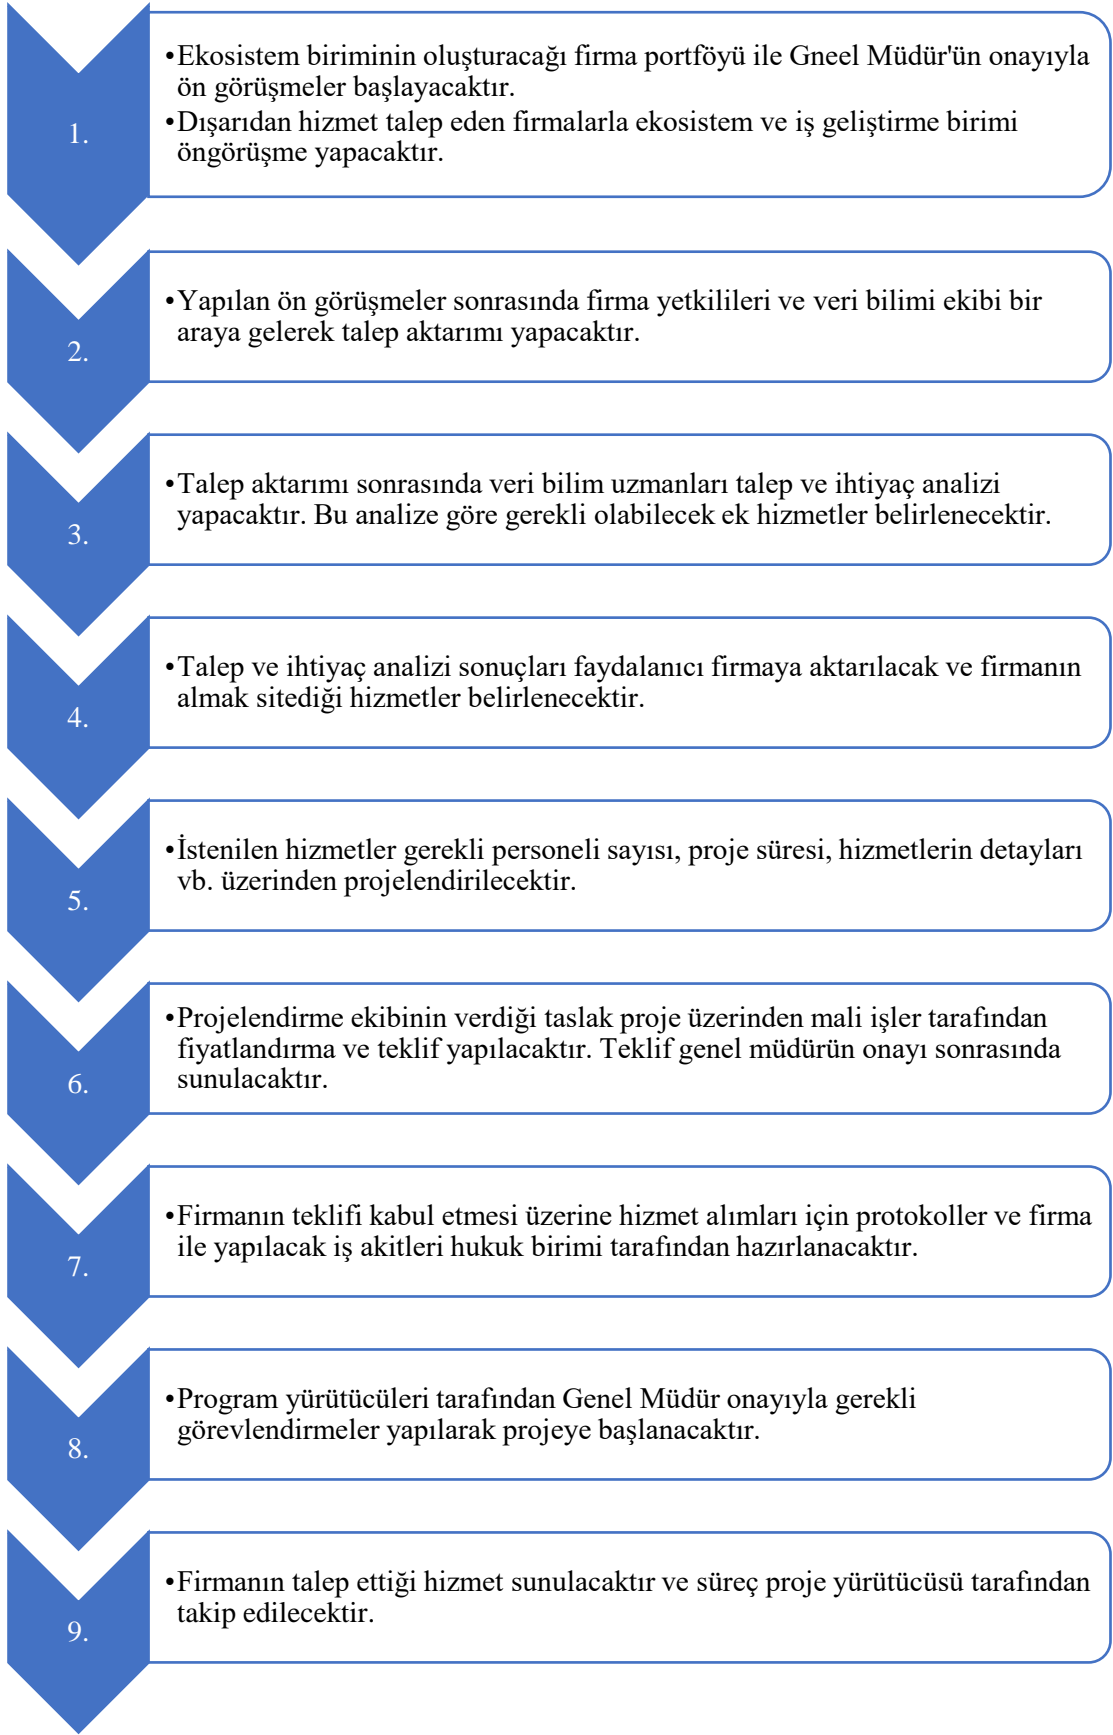 1.
•Ekosistem biriminin oluşturacağı firma portföyü ile Gneel Müdür'ün onayıyla
ön görüşmeler başlayacaktır.
•Dışarıdan hizmet talep eden firmalarla ekosistem ve iş geliştirme birimi
öngörüşme yapacaktır.
2.
•Yapılan ön görüşmeler sonrasında firma yetkilileri ve veri bilimi ekibi bir
araya gelerek talep aktarımı yapacaktır.
3.
•Talep aktarımı sonrasında veri bilim uzmanları talep ve ihtiyaç analizi
yapacaktır. Bu analize göre gerekli olabilecek ek hizmetler belirlenecektir.
4.
•Talep ve ihtiyaç analizi sonuçları faydalanıcı firmaya aktarılacak ve firmanın
almak sitediği hizmetler belirlenecektir.
5.
•İstenilen hizmetler gerekli personeli sayısı, proje süresi, hizmetlerin detayları
vb. üzerinden projelendirilecektir.
6.
•Projelendirme ekibinin verdiği taslak proje üzerinden mali işler tarafından
fiyatlandırma ve teklif yapılacaktır. Teklif genel müdürün onayı sonrasında
sunulacaktır.
7.
•Firmanın teklifi kabul etmesi üzerine hizmet alımları için protokoller ve firma
ile yapılacak iş akitleri hukuk birimi tarafından hazırlanacaktır.
8.
•Program yürütücüleri tarafından Genel Müdür onayıyla gerekli
görevlendirmeler yapılarak projeye başlanacaktır.
9.
•Firmanın talep ettiği hizmet sunulacaktır ve süreç proje yürütücüsü tarafından
takip edilecektir.